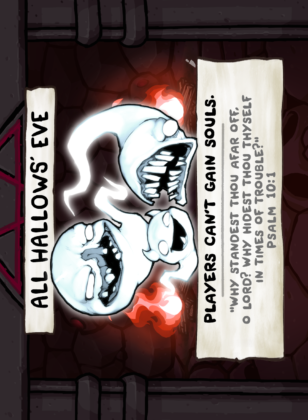 ALL HALLOWS' EVE
PLAYERS CAN'T GAIN SOULS.
"WHY STANDEST THOU AFAR OFF,
O LORD? WHY HIDEST THOU THYSELF
IN TIMES OF TROUBLE?"
PSALM 10:1